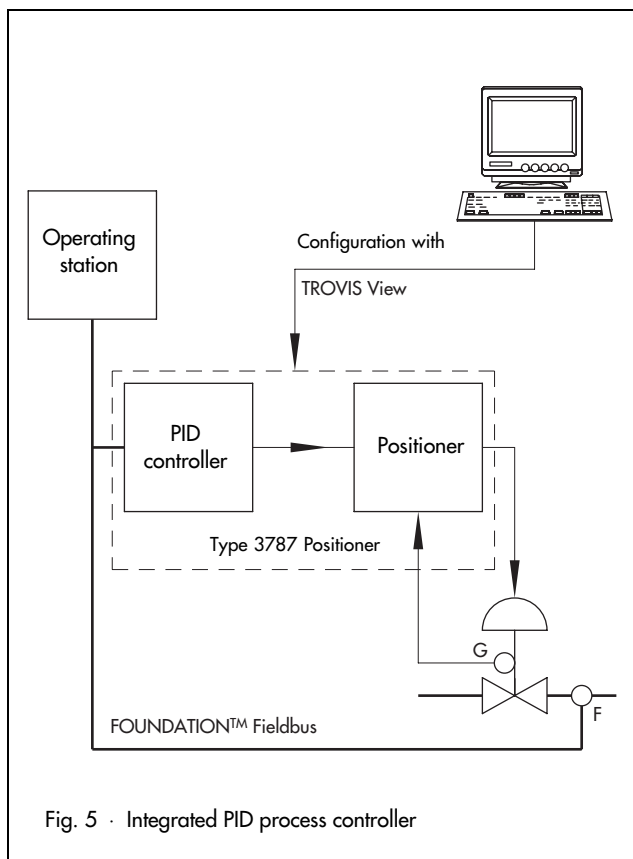 Operating
station
Configuration with
TROVIS View
PID
controller
Positioner
Type 3787 Positioner
G
F
FOUNDATION™ Fieldbus
Fig. 5 · Integrated PID process controller